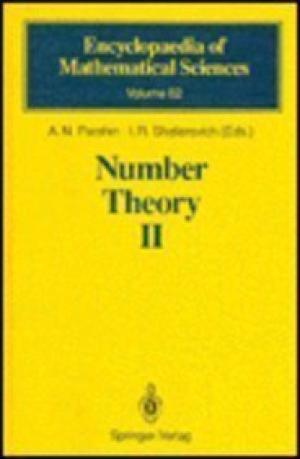 Encyclopaedia of
Mathematical Sciences
Volume 62
A. N. Parshin I. R. Shafarevich (Eds.)
Number
Theory
II
Springer-Verlag